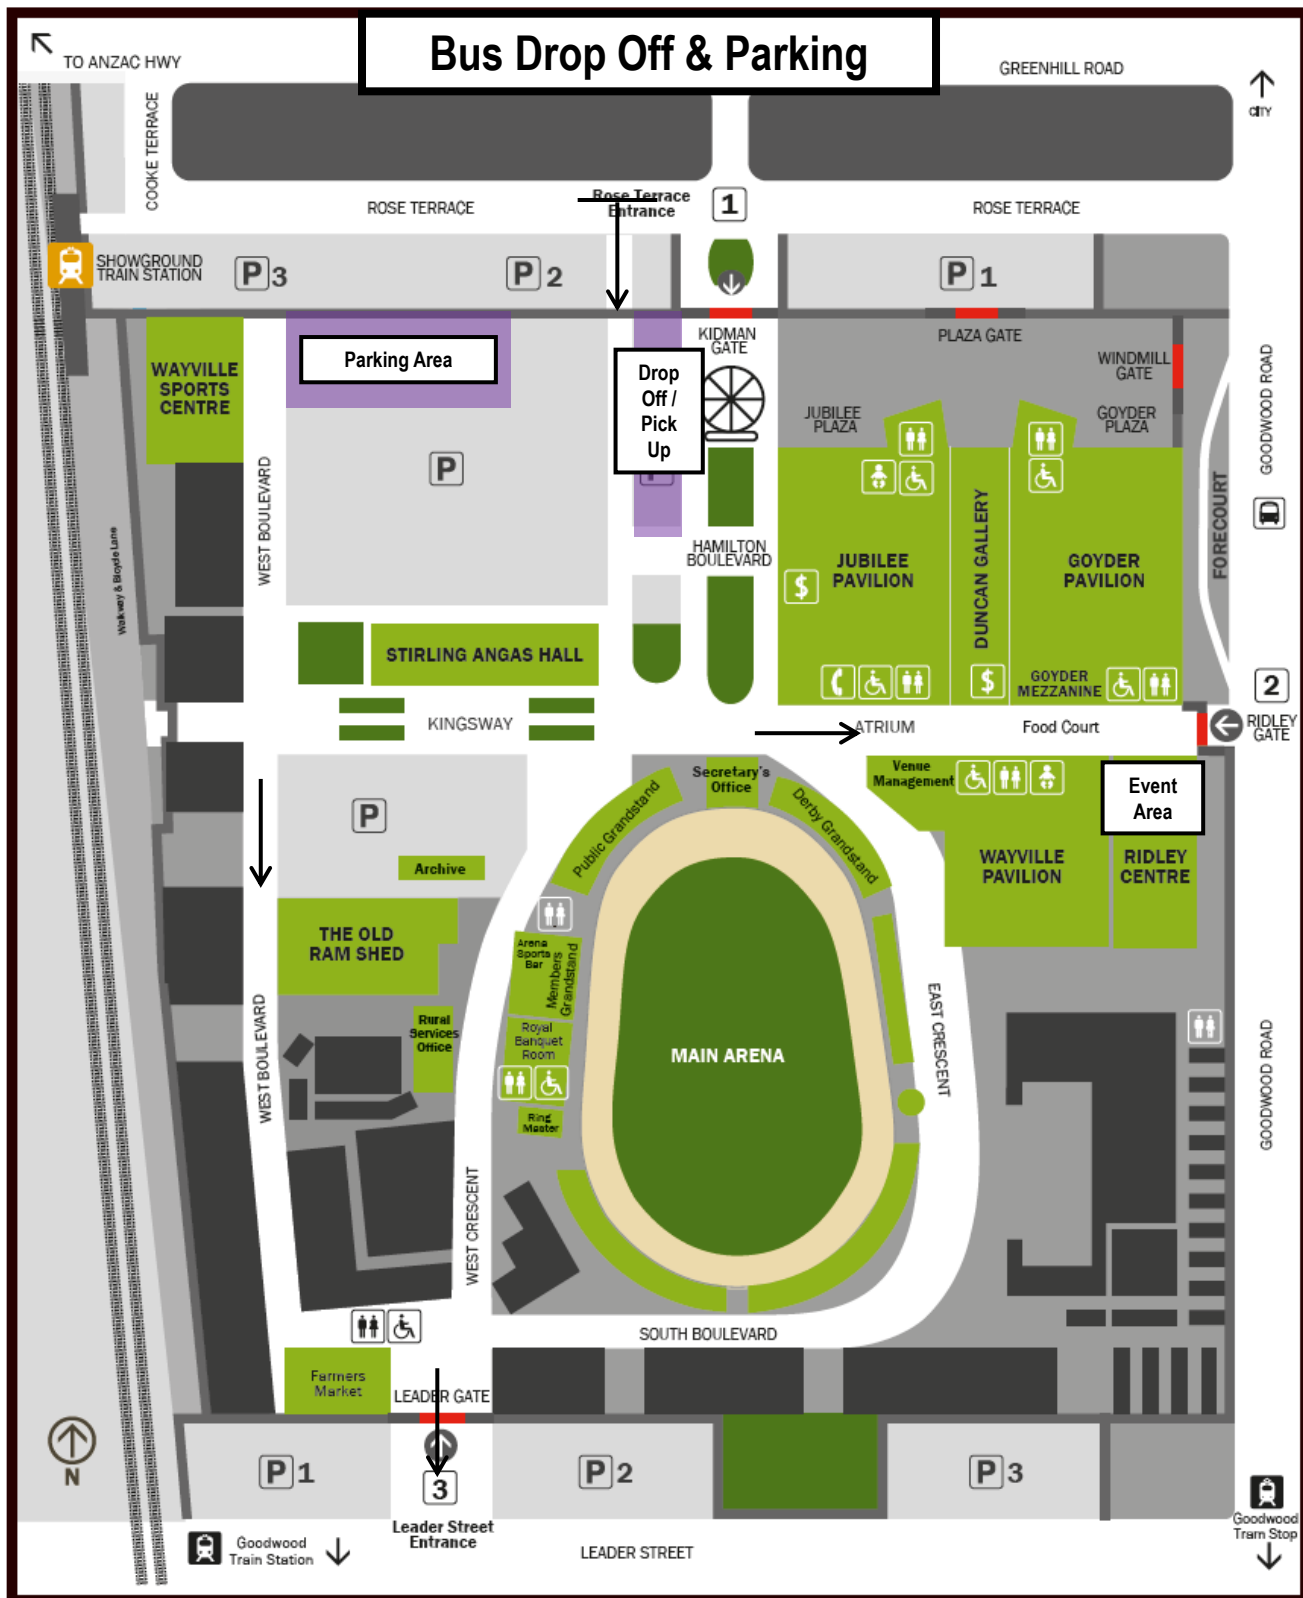 Bus Drop Off & Parking
TO ANZAC HWY
GREENHILL ROAD
CITY
COOKE TERRACE
ROSE TERRACE
Rose Terrace
Entrance
1
ROSE TERRACE
SHOWGROUND
TRAIN STATION
P 3
P 2
P 1
KIDMAN
GATE
PLAZA GATE
WINDMILL
GATE
Parking Area
Drop
Off /
Pick
Up
WAYVILLE
SPORTS
CENTRE
JUBILEE
PLAZA
GOYDER
PLAZA
GOODWOOD ROAD
P
WEST BOULEVARD
Walkway & Bicycle Lane
HAMILTON
BOULEVARD
JUBILEE
PAVILION
DUNCAN GALLERY
GOYDER
PAVILION
FORECOURT
$
STIRLING ANGAS HALL
$
GOYDER
MEZZANINE
2
KINGSWAY
ATRIUM
Food Court
RIDLEY
GATE
Secretary's
Office
Venue
Management
Event
Area
Public Grandstand
Derby Grandstand
P
Archive
WAYVILLE
PAVILION
RIDLEY
CENTRE
THE OLD
RAM SHED
Arena
Sports
Bar
Members
Grandstand
Rural
Services
Office
Royal
Banquet
Room
MAIN ARENA
EAST CRESCENT
WEST BOULEVARD
GOODWOOD ROAD
Ring
Master
WEST CRESCENT
SOUTH BOULEVARD
Farmers
Market
LEADER GATE
N
P 1
3
P 2
P 3
Leader Street
Entrance
Goodwood
Train Station
LEADER STREET
Goodwood
Tram Stop